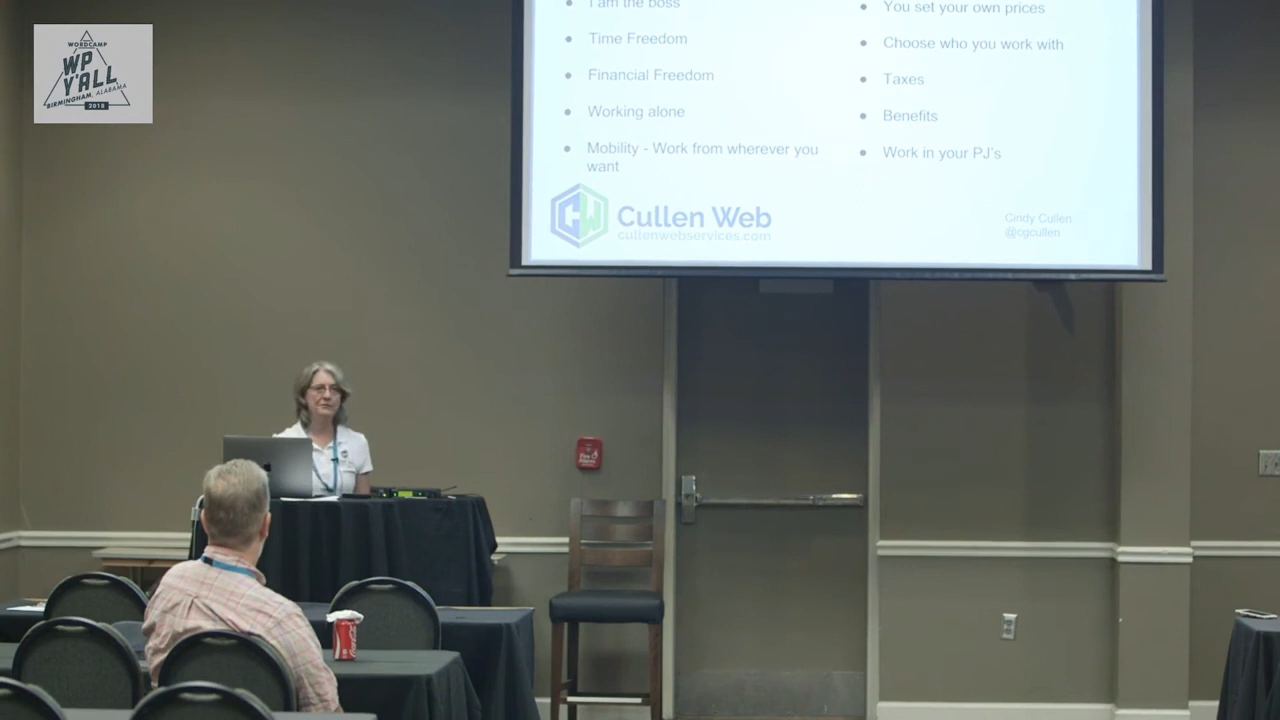 WORDCAMP
WP
Y'ALL
BIRMINGHAM, ALABAMA
2018
I am the boss
Time Freedom
Financial Freedom
Working alone
Mobility - Work from wherever you
want
You set your own prices
Choose who you work with
Taxes
Benefits
Work in your PJ's
CW
Cullen Web
cullenwebservices.com
Cindy Cullen
@cgcullen